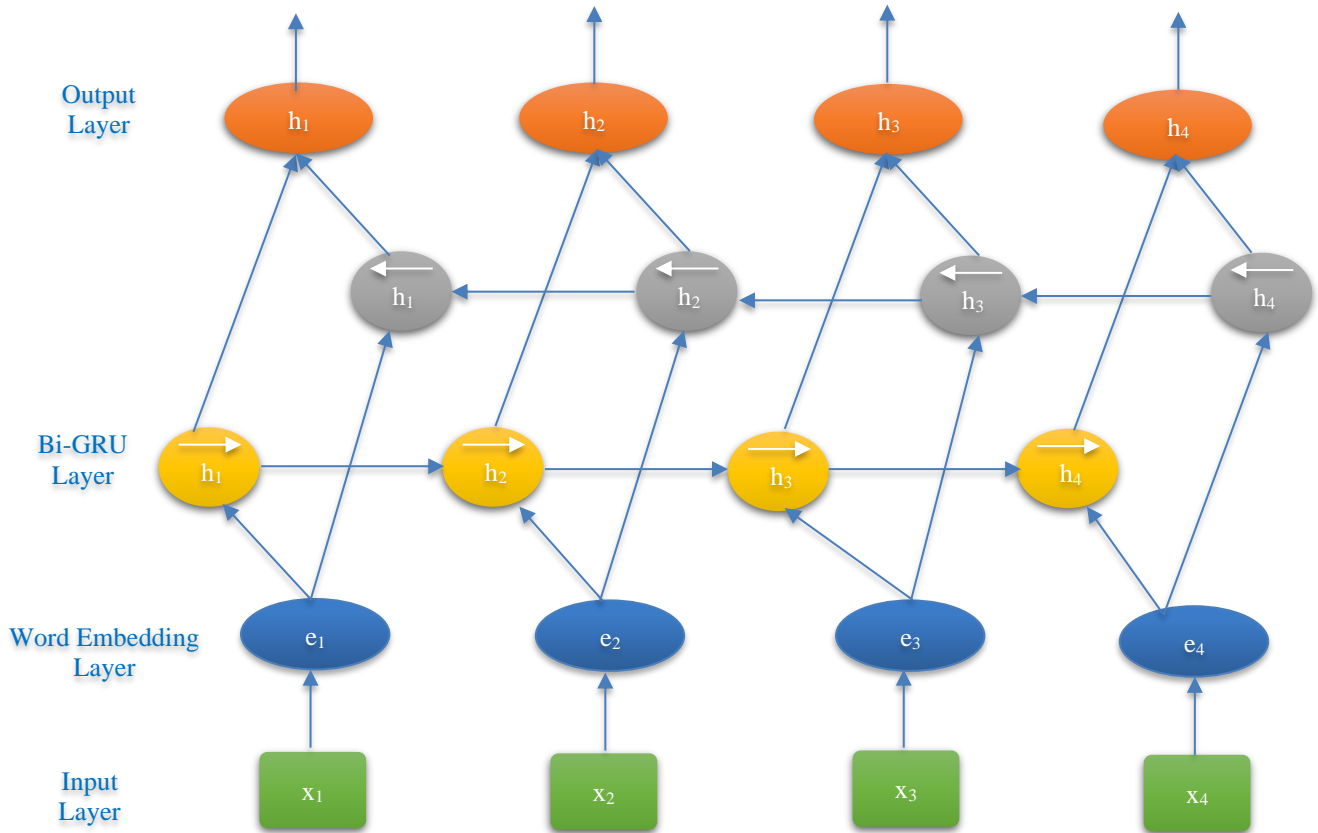 Output
Layer
h₁ h₂ h₃ h₄
h₁ h₂ h₃ h₄
Bi-GRU
Layer
h₁ h₂ h₃ h₄
Word Embedding
Layer
e₁ e₂ e₃ e₄
Input
Layer
x₁ x₂ x₃ x₄